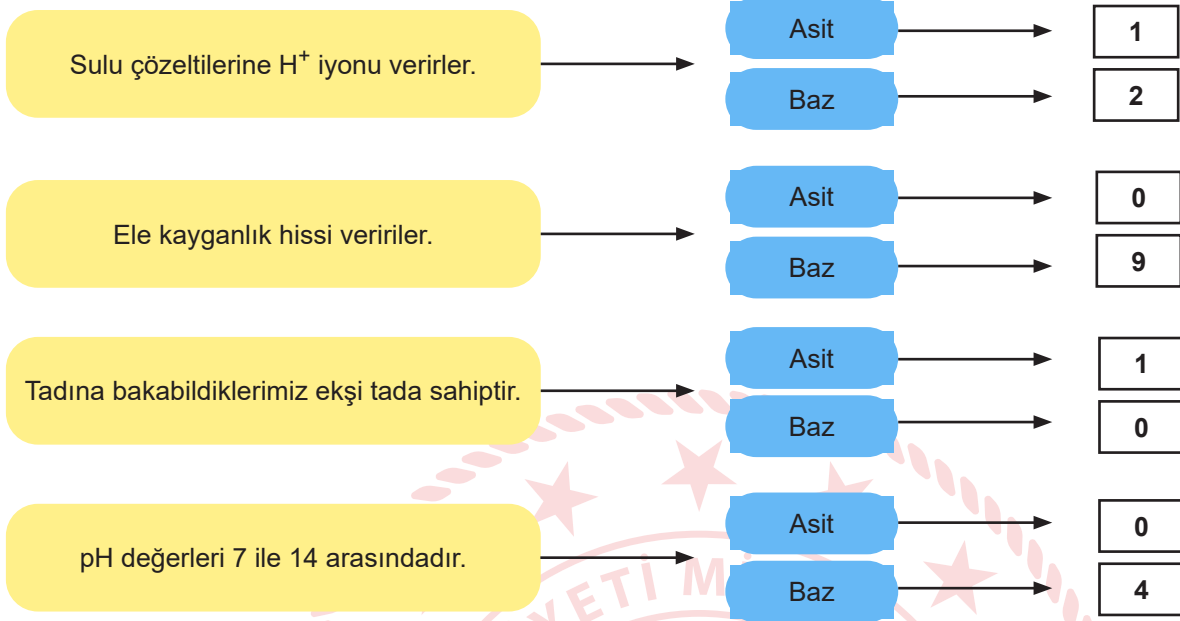 Sulu çözeltilerine H⁺ iyonu verirler.
Asit
1
Baz
2
Ele kayganlık hissi veririler.
Asit
0
Baz
9
Tadına bakabildiklerimiz ekşi tada sahiptir.
Asit
1
Baz
0
pH değerleri 7 ile 14 arasındadır.
Asit
0
Baz
4
YETİ M